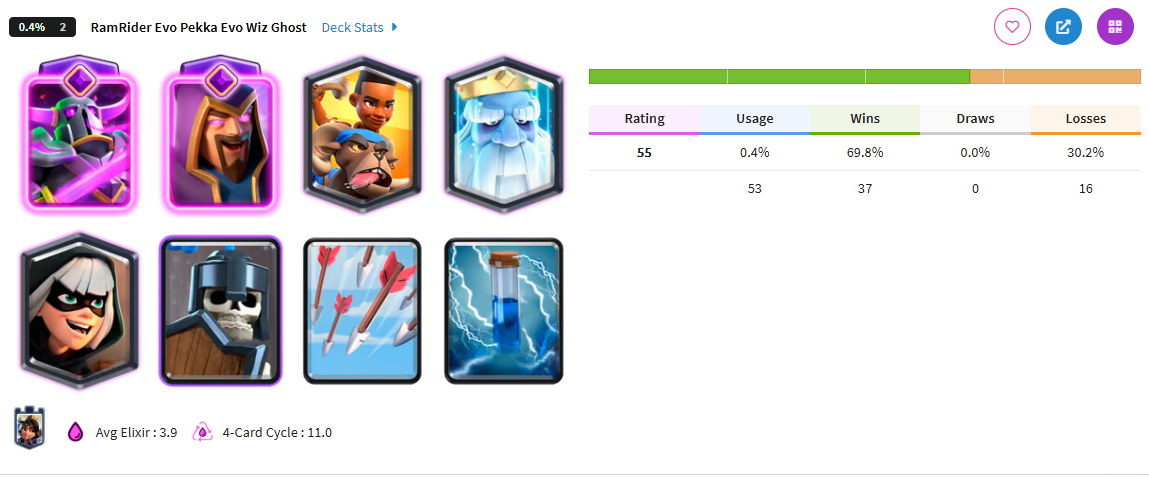 0.4% 2 RamRider Evo Pekka Evo Wiz Ghost Deck Stats
Rating Usage Wins Draws Losses
55 0.4% 69.8% 0.0% 30.2%
53 37 0 16
Avg Elixir : 3.9 4-Card Cycle : 11.0